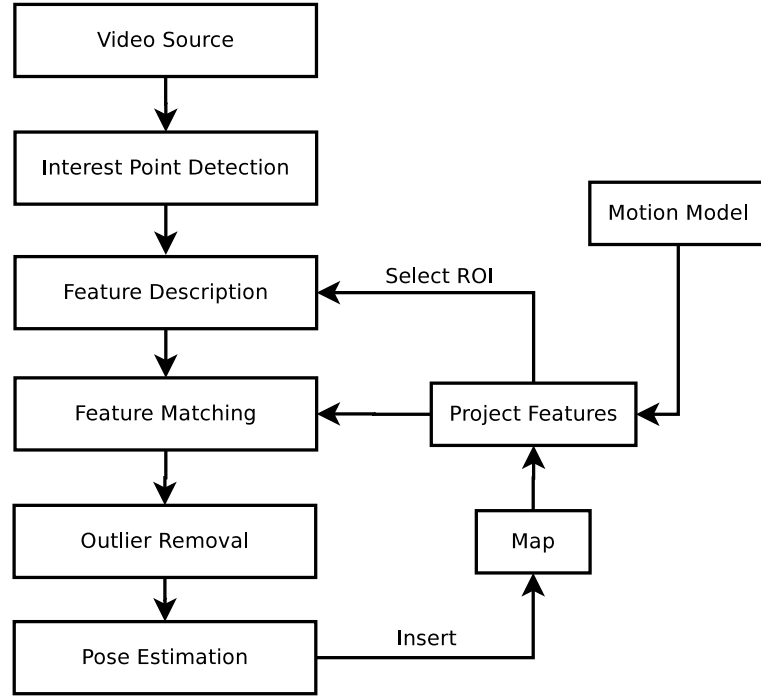 Video Source
Interest Point Detection
Motion Model
Select ROI
Feature Description
Feature Matching
Project Features
Outlier Removal
Map
Insert
Pose Estimation